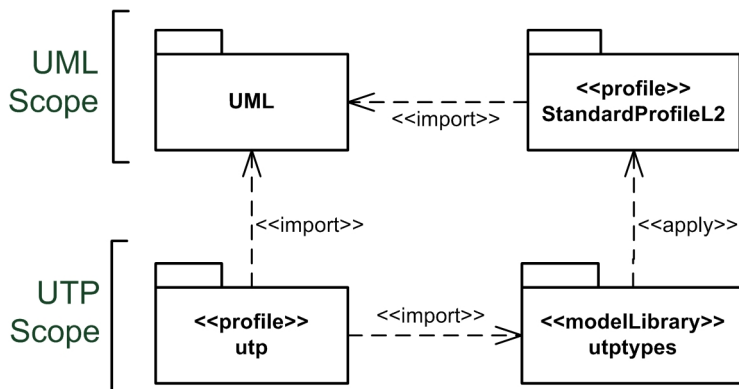 UML
Scope
UML
<<import>>
<<profile>>
StandardProfileL2
<<import>>
<<apply>>
UTP
Scope
<<profile>>
utp
<<import>>
<<modelLibrary>>
utptypes